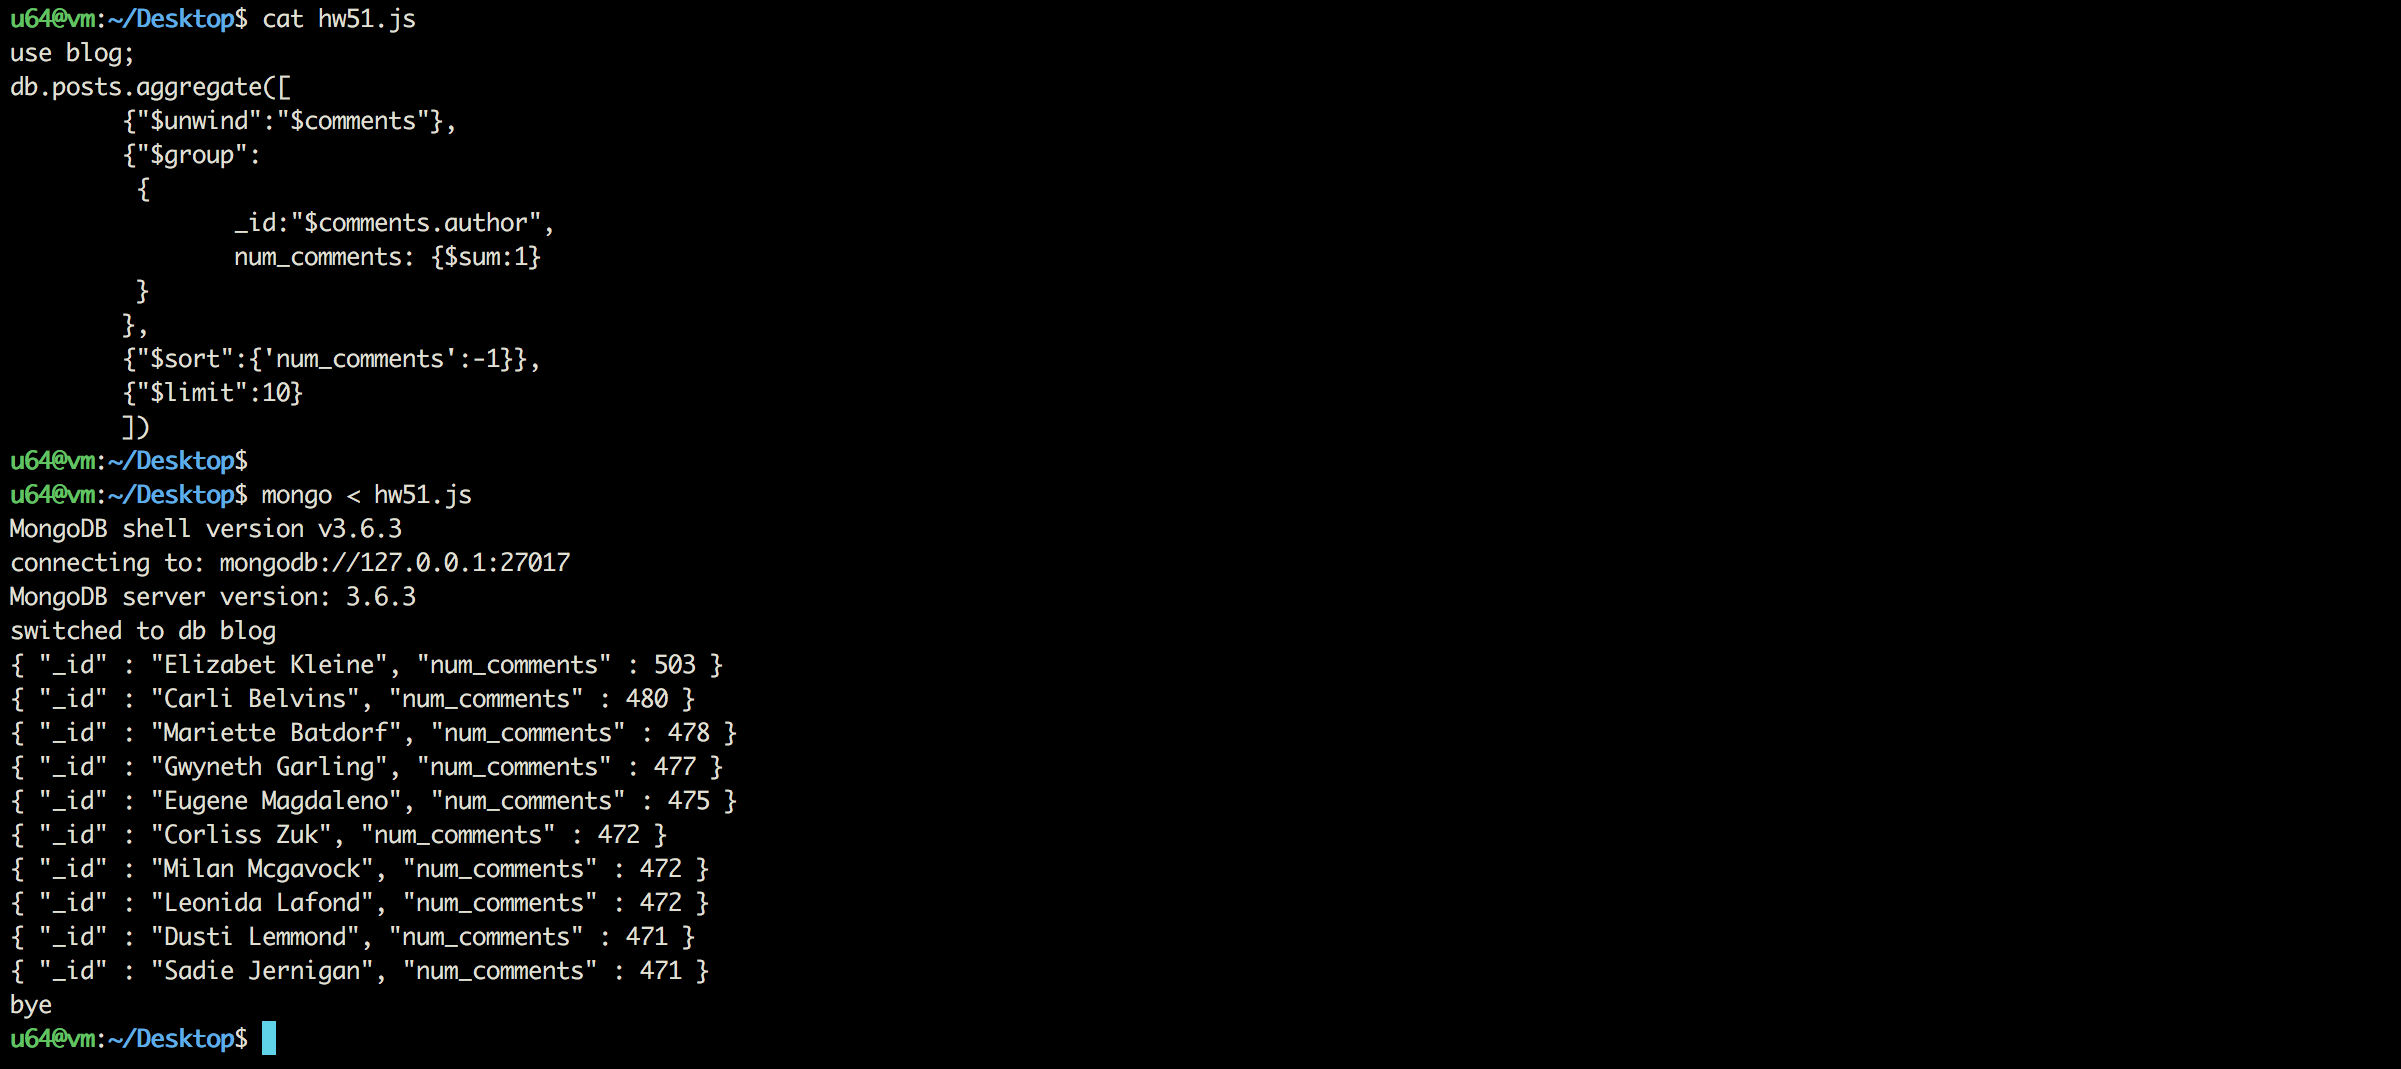 u64@vm:~/Desktop$ cat hw51.js
use blog;
db.posts.aggregate([
        {"$unwind":"$comments"},
        {"$group":
         {
                _id:"$comments.author",
                num_comments: {$sum:1}
         }
        },
        {"$sort":{'num_comments':-1}},
        {"$limit":10}
        ])
u64@vm:~/Desktop$
u64@vm:~/Desktop$ mongo < hw51.js
MongoDB shell version v3.6.3
connecting to: mongodb://127.0.0.1:27017
MongoDB server version: 3.6.3
switched to db blog
{ "_id" : "Elizabet Kleine", "num_comments" : 503 }
{ "_id" : "Carli Belvins", "num_comments" : 480 }
{ "_id" : "Mariette Batdorf", "num_comments" : 478 }
{ "_id" : "Gwyneth Garling", "num_comments" : 477 }
{ "_id" : "Eugene Magdaleno", "num_comments" : 475 }
{ "_id" : "Corliss Zuk", "num_comments" : 472 }
{ "_id" : "Milan Mcgavock", "num_comments" : 472 }
{ "_id" : "Leonida Lafond", "num_comments" : 472 }
{ "_id" : "Dusti Lemmond", "num_comments" : 471 }
{ "_id" : "Sadie Jernigan", "num_comments" : 471 }
bye
u64@vm:~/Desktop$